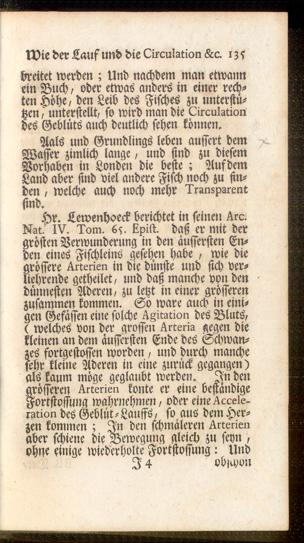 Wie der Lauf und die Circulation &c. 135
breitet werden; Und nachdem man etwann
ein Buch, oder etwas anders in einer rech-
ten Höhe, den Leib des Fisches zu unterstü-
tzen, unterstellt, so wird man die Circulation
des Geblüts auch deutlich sehen können.
Aals und Grundlings leben aussert dem
Wasser zimlich lange, und sind zu diesem
Vorhaben in Londen die beste; Auf dem
Land aber sind viel andere Fisch noch zu fin-
den, welche auch noch mehr Transparent
sind.
Hr. Lewenhoeck berichtet in seinen Arc.
Nat. IV. Tom. 65. Epist. daß er mit der
grösten Verwunderung in den äussersten En-
den eines Fischleins gesehen habe, wie die
grössere Arterien in die dünste und sich ver-
liehrende getheilet, und daß manche von den
dünnesten Aderen, zu letzt in einer grösseren
zusammen kommen. So ware auch in eini-
gen Gefässen eine solche Agitation des Bluts,
(welches von der grossen Arteria gegen die
kleinen an dem äussersten Ende des Schwan-
zes fortgestossen worden, und durch manche
sehr kleine Aderen in eine zurück gegangen)
als kaum möge geglaubt werden. In den
grösseren Arterien konte er eine beständige
Fortstossung wahrnehmen, oder eine Accele-
ration des Geblüt-Lauffs, so aus dem Her-
zen kommen; In den schmäleren Arterien
aber schiene die Bewegung gleich zu seyn,
ohne einige wiederholte Fortstossung: Und
J 4 obschon